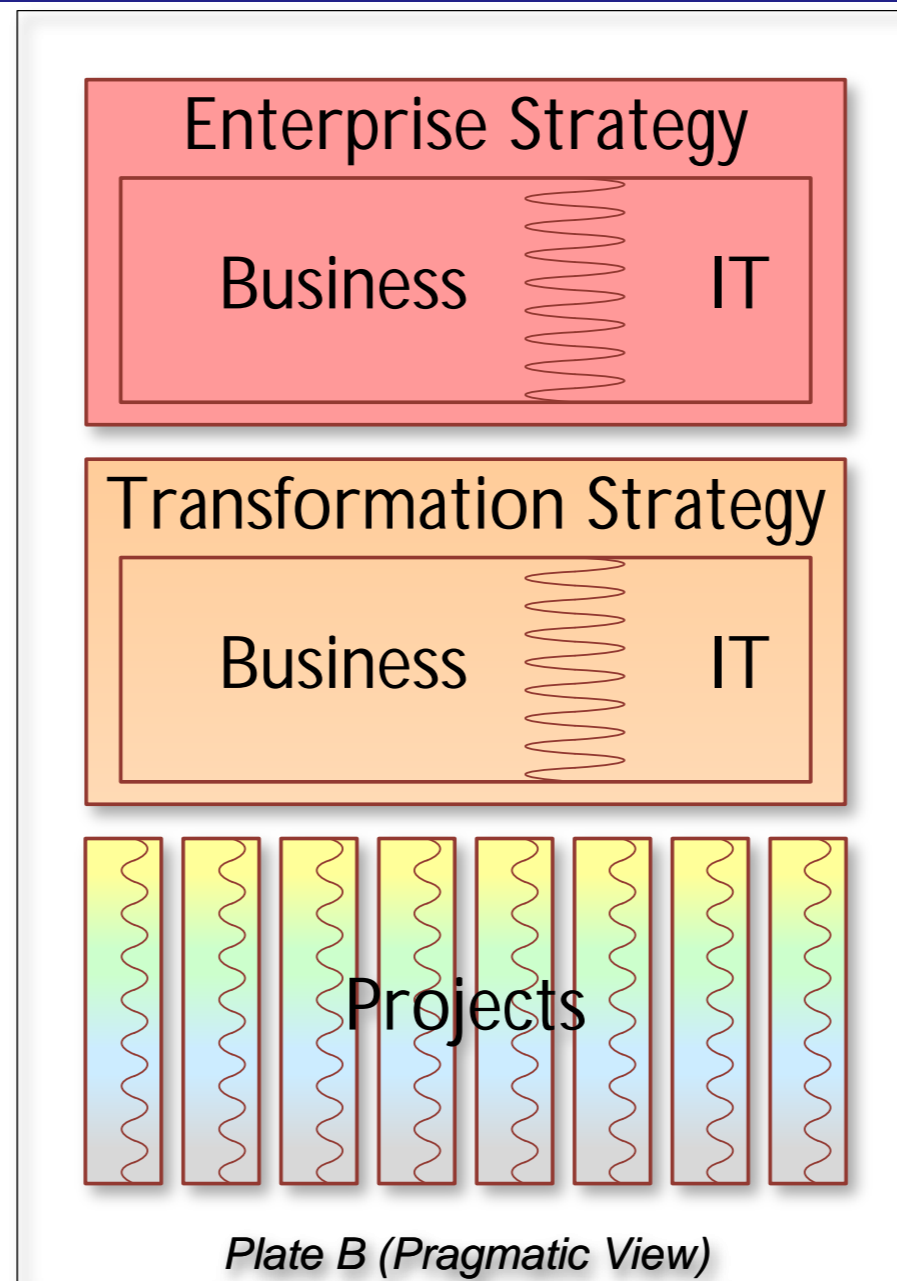 Enterprise Strategy
Business IT
Transformation Strategy
Business IT
Projects
Plate B (Pragmatic View)